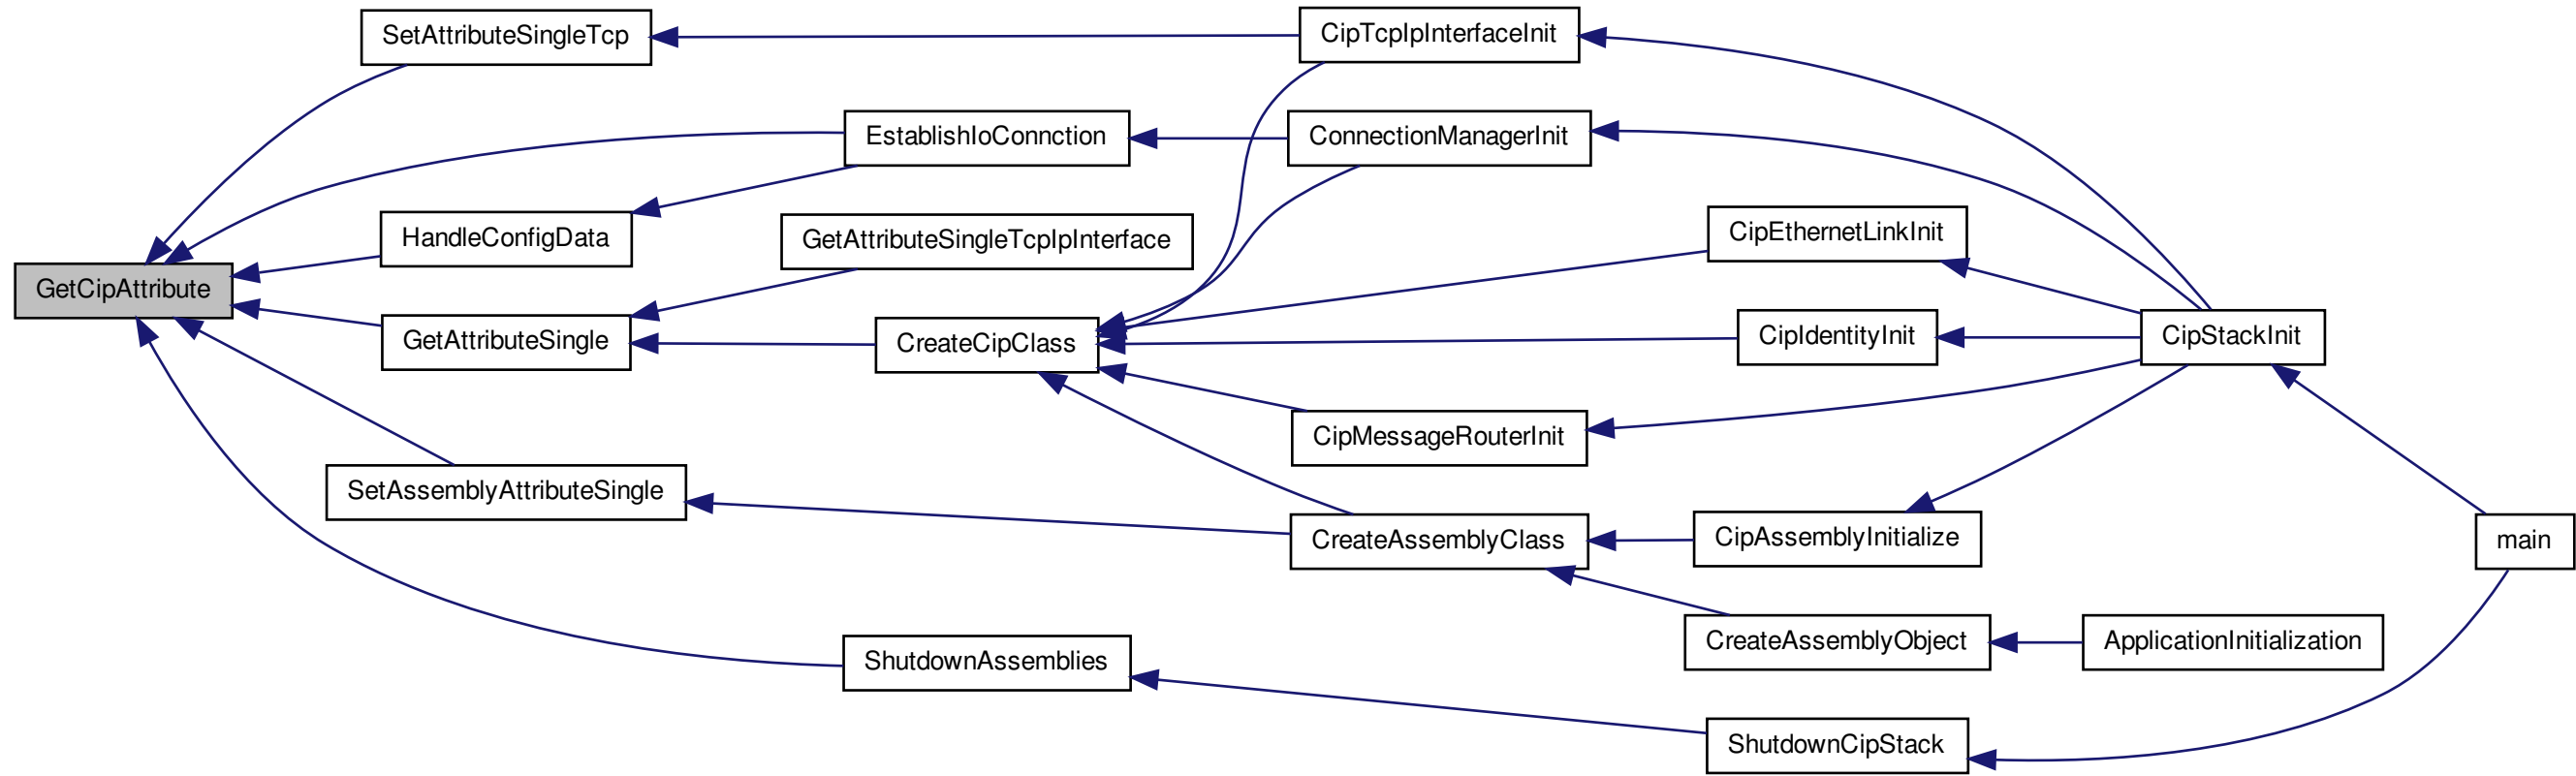 SetAttributeSingleTcp
CipTcpIpInterfaceInit
EstablishIoConnction
ConnectionManagerInit
HandleConfigData
GetAttributeSingleTcpIpInterface
CipEthernetLinkInit
GetCipAttribute
GetAttributeSingle
CreateCipClass
CipIdentityInit
CipStackInit
CipMessageRouterInit
SetAssemblyAttributeSingle
CreateAssemblyClass
CipAssemblyInitialize
main
CreateAssemblyObject
ApplicationInitialization
ShutdownAssemblies
ShutdownCipStack